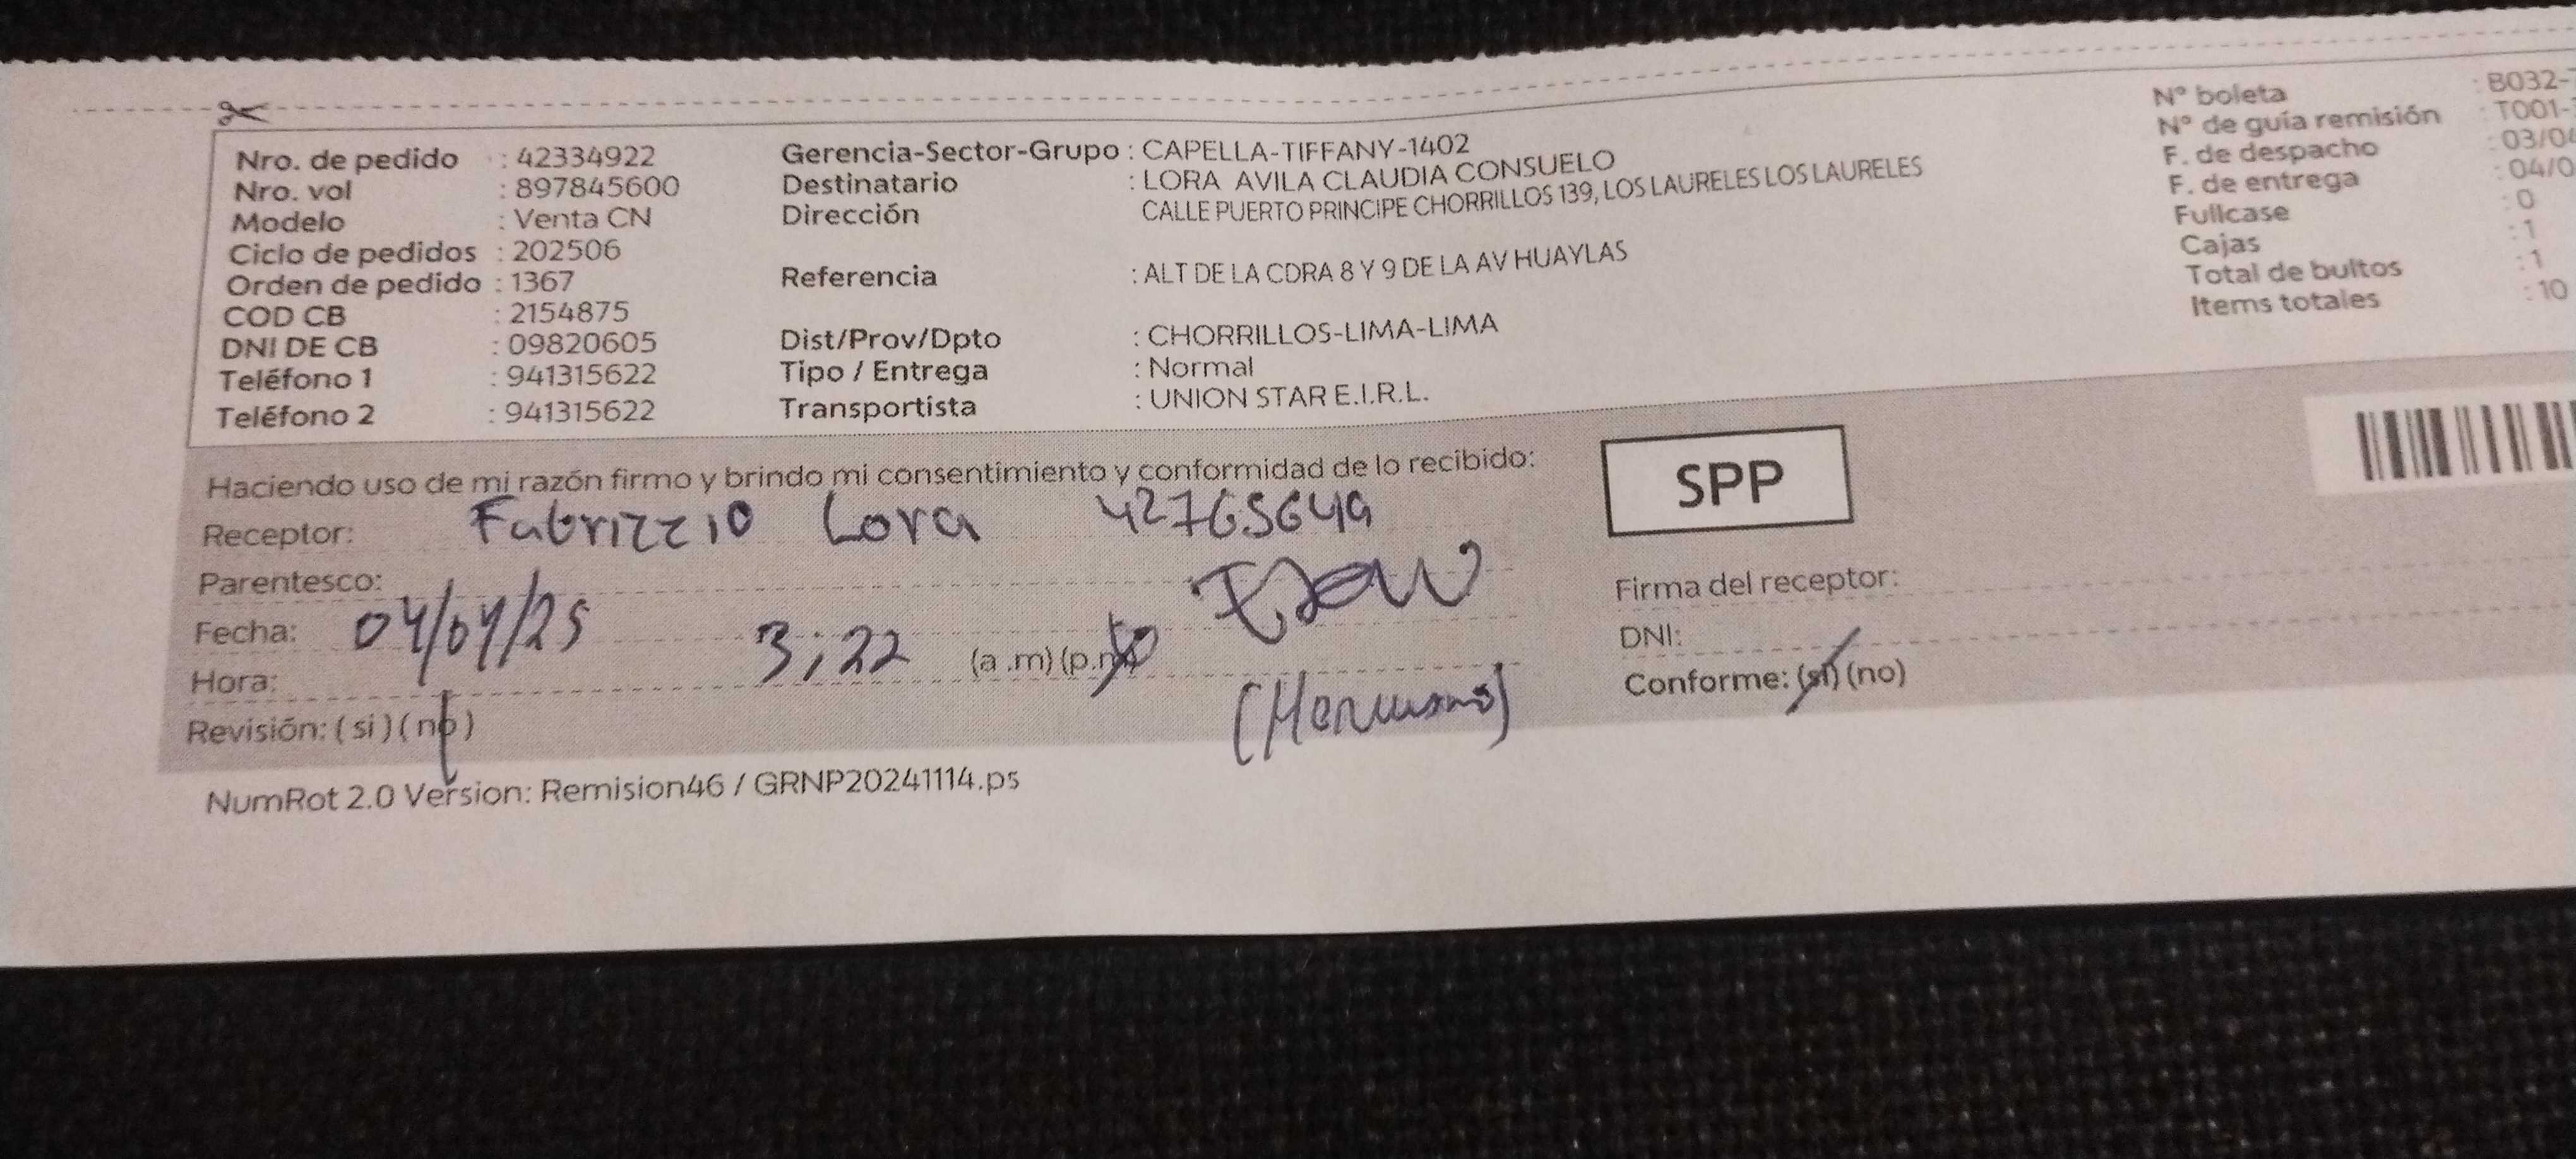 Nro. de pedido : 42334922
Nro. vol : 897845600
Modelo : Venta CN
Ciclo de pedidos : 202506
Orden de pedido : 1367
COD CB : 2154875
DNI DE CB : 09820605
Teléfono 1 : 941315622
Teléfono 2 : 941315622
Gerencia-Sector-Grupo : CAPELLA-TIFFANY-1402
Destinatario : LORA AVILA CLAUDIA CONSUELO
Dirección CALLE PUERTO PRINCIPE CHORRILLOS 139, LOS LAURELES LOS LAURELES
Referencia : ALT DE LA CDRA 8 Y 9 DE LA AV HUAYLAS
Dist/Prov/Dpto : CHORRILLOS-LIMA-LIMA
Tipo / Entrega : Normal
Transportista : UNION STAR E.I.R.L.
N° boleta : B032-
N° de guía remisión : T001-
F. de despacho : 03/04
F. de entrega : 04/0
Fullcase : 0
Cajas : 1
Total de bultos : 1
Items totales : 10
Haciendo uso de mi razón firmo y brindo mi consentimiento y conformidad de lo recibido:
Receptor: Fabrizzio Lora 42765649
Parentesco:
Fecha: 04/04/25
Hora: 3:22 (a .m) (p.m)
(Hermano)
Revisión: ( si ) ( no )
SPP
Firma del receptor:
DNI:
Conforme: (si) (no)
NumRot 2.0 Version: Remision46 / GRNP20241114.ps